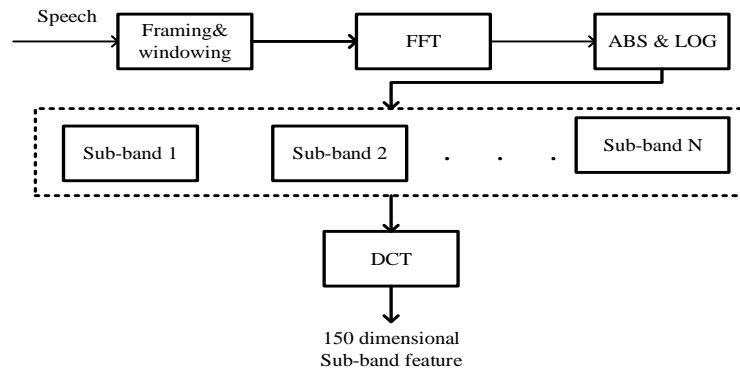 Speech
Framing&
windowing
FFT
ABS & LOG
Sub-band 1
Sub-band 2
. . .
Sub-band N
DCT
150 dimensional
Sub-band feature